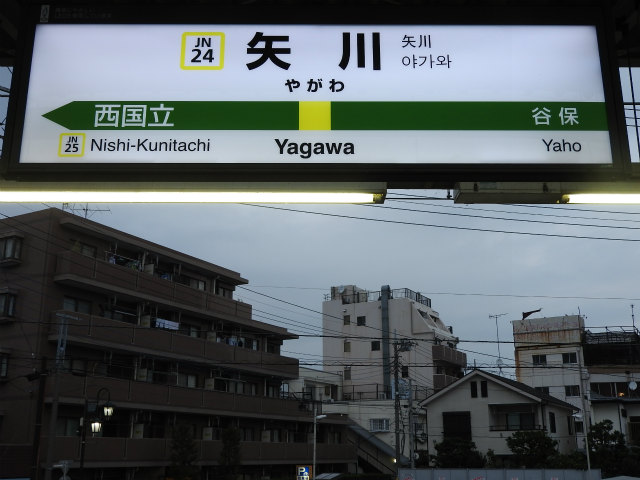 JN
24
矢川
矢川
야가와
やがわ
西国立
谷保
JN
25
Nishi-Kunitachi
Yagawa
Yaho
P